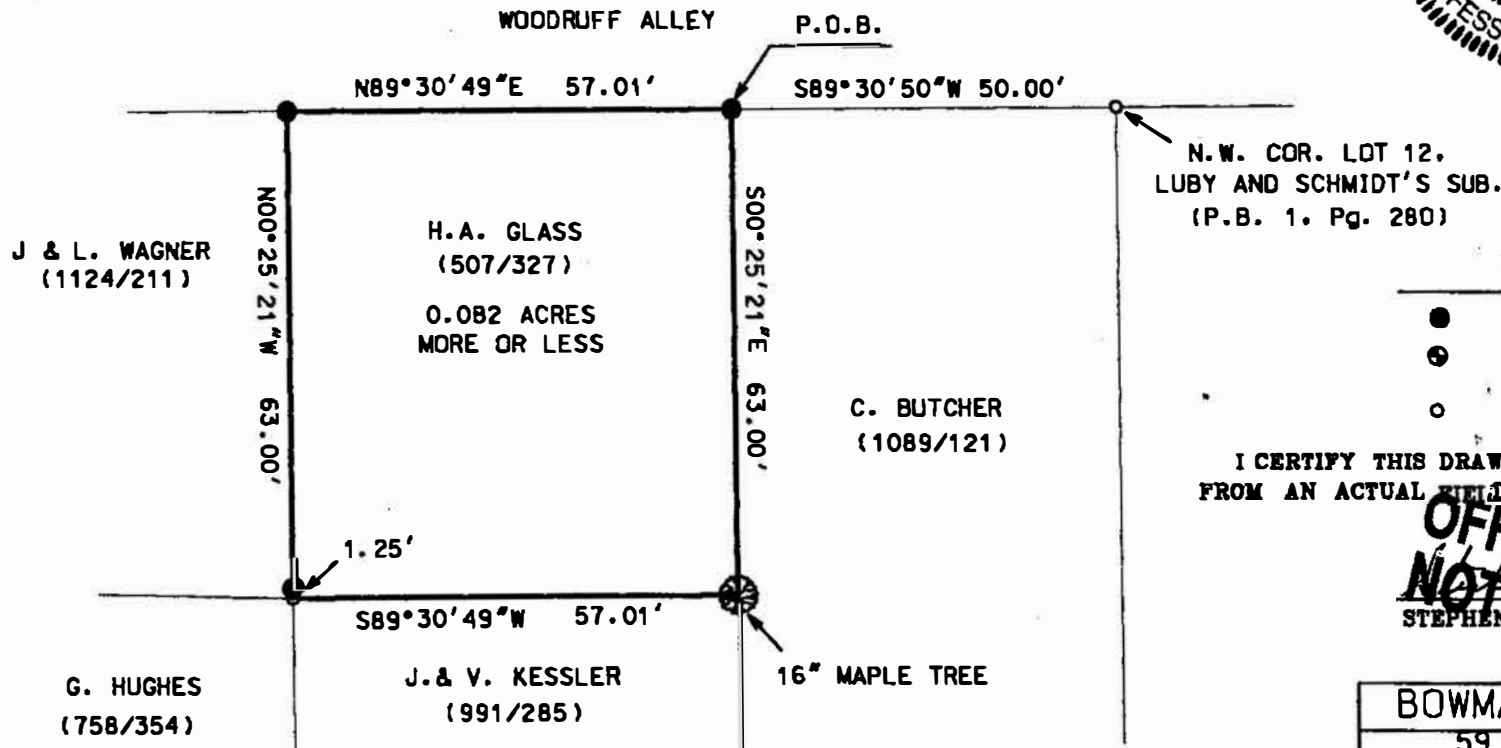 WOODRUFF ALLEY
P.O.B.
N89°30'49"E 57.01'
S89°30'50"W 50.00'
N.W. COR. LOT 12,
LUBY AND SCHMIDT'S SUB.
(P.B. 1, Pg. 280)
J & L. WAGNER
(1124/211)
N00°25'21"W 63.00'
H.A. GLASS
(507/327)
0.082 ACRES
MORE OR LESS
S00°25'21"E 63.00'
C. BUTCHER
(1089/121)
I CERTIFY THIS DRAW
FROM AN ACTUAL
1.25'
S89°30'49"W 57.01'
16" MAPLE TREE
STEPHEN
G. HUGHES
(758/354)
J.& V. KESSLER
(991/285)
BOWMA
59